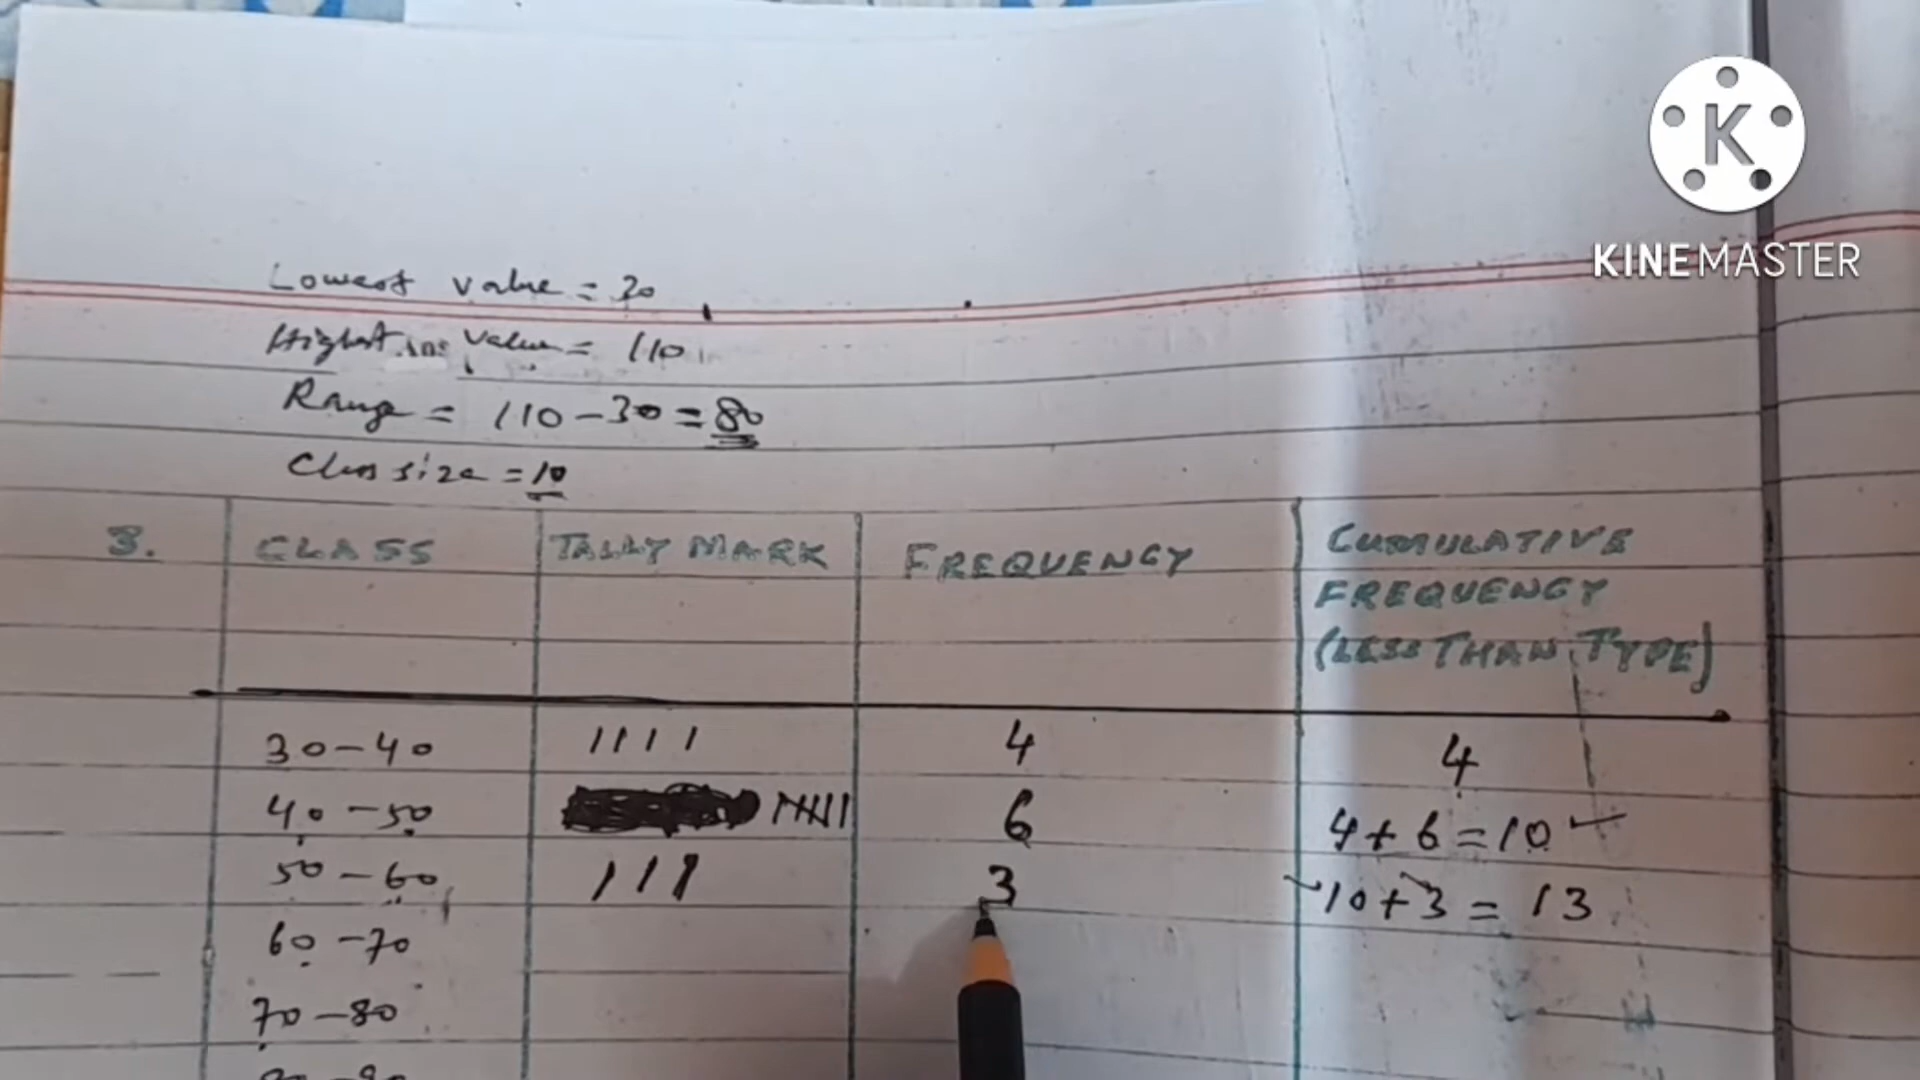 K
KINEMASTER
Lowest value = 30
Highest value = 110
Range = 110 - 30 = 80
Class size = 10
3. CLASS TALLY MARK FREQUENCY CUMULATIVE FREQUENCY (LESS THAN TYPE)
30-40 |||| 4 4
40-50 6 4+6=10
50-60 ||| 3 10+3=13
60-70
70-80